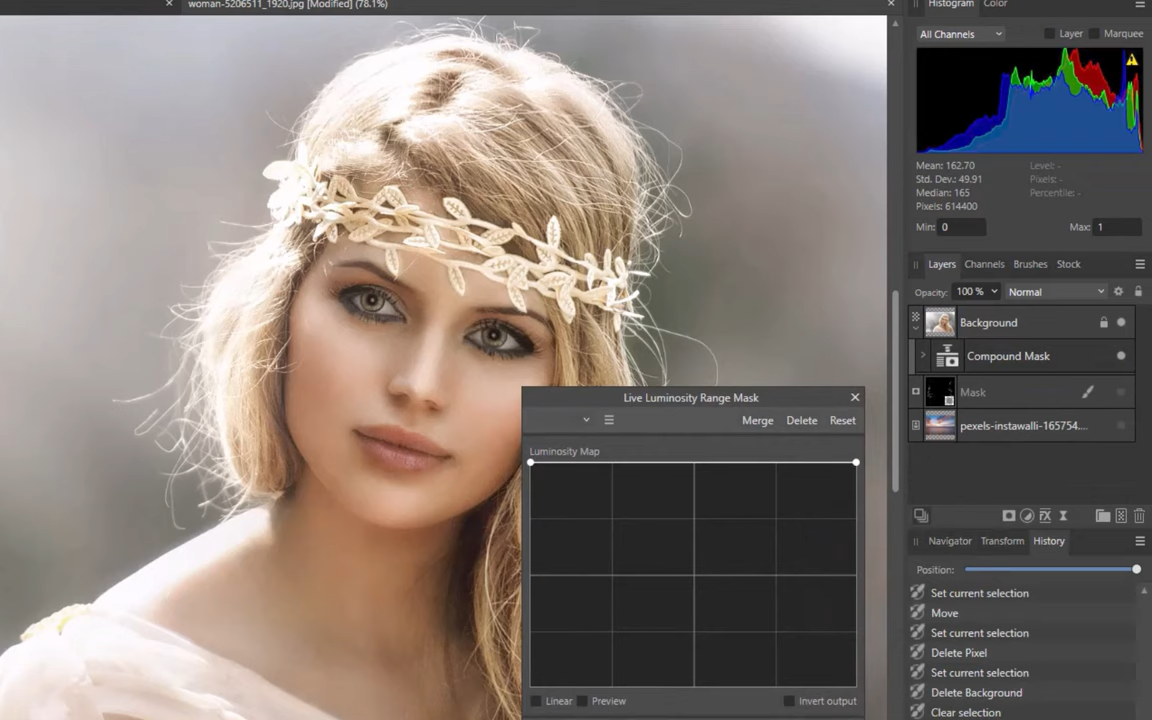 woman-5206511_1920.jpg [Modified] (78.1%)
Histogram Color
All Channels Layer Marquee
Mean: 162.70 Level: -
Std. Dev.: 49.91 Pixels: -
Median: 165 Percentile: -
Pixels: 614400
Min: 0 Max: 1
Layers Channels Brushes Stock
Opacity: 100 % Normal
Background
Compound Mask
Mask
pexels-instawalli-165754....
Live Luminosity Range Mask
Merge Delete Reset
Luminosity Map
Linear Preview Invert output
Navigator Transform History
Position:
Set current selection
Move
Set current selection
Delete Pixel
Set current selection
Delete Background
Clear selection